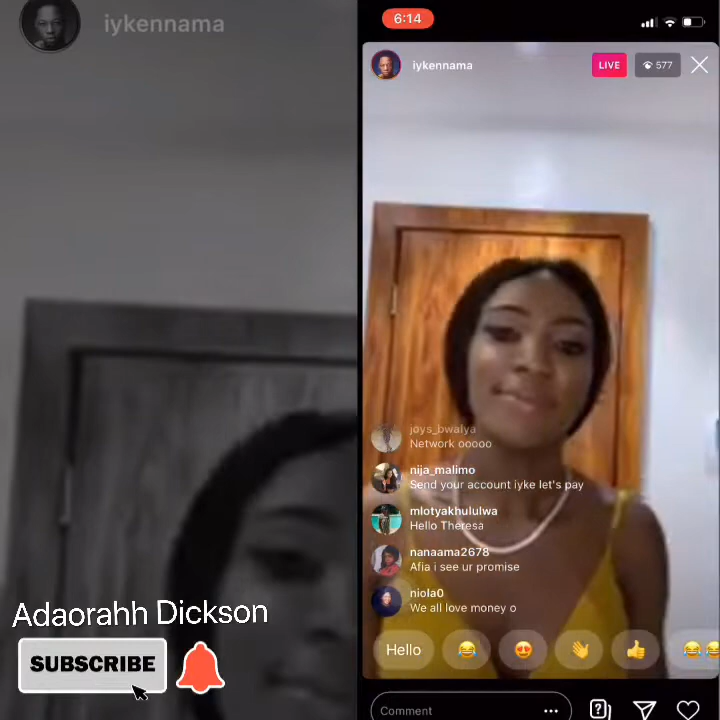 iykennama
6:14
iykennama
LIVE
577
joys_bwalya
Network ooooo
nija_malimo
Send your account iyke let's pay
mlotyakhululwa
Hello Theresa
nanaama2678
Afia i see ur promise
niola0
We all love money o
Hello
Adaorahh Dickson
SUBSCRIBE
Comment